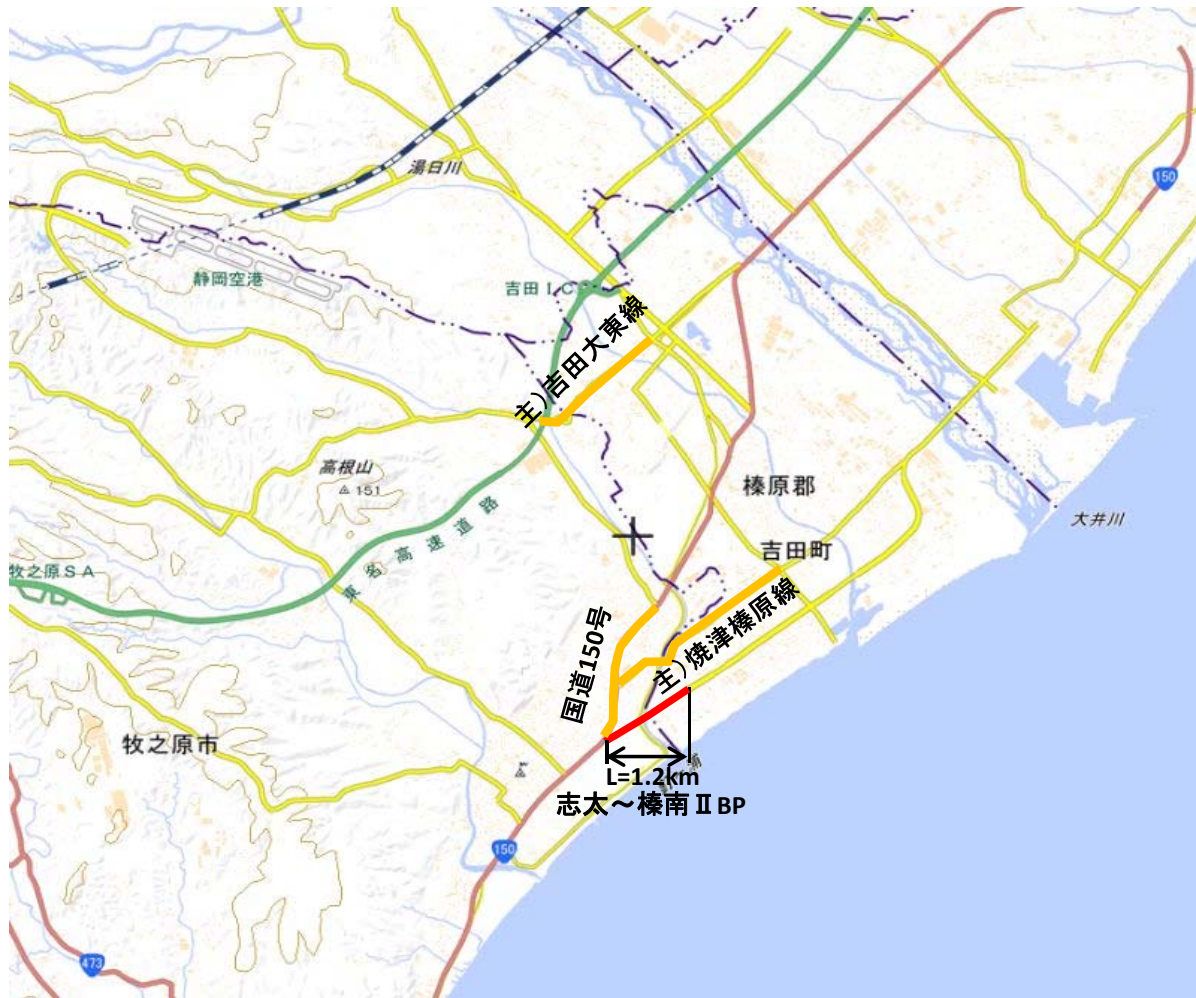 湯日川
150
静岡空港
吉田IC
主)吉田大東線
高根山
151
榛原郡
大井川
吉田町
牧之原SA
東名高速道路
国道150号
主)焼津榛原線
牧之原市
L=1.2km
志太～榛南ⅡBP
150
473